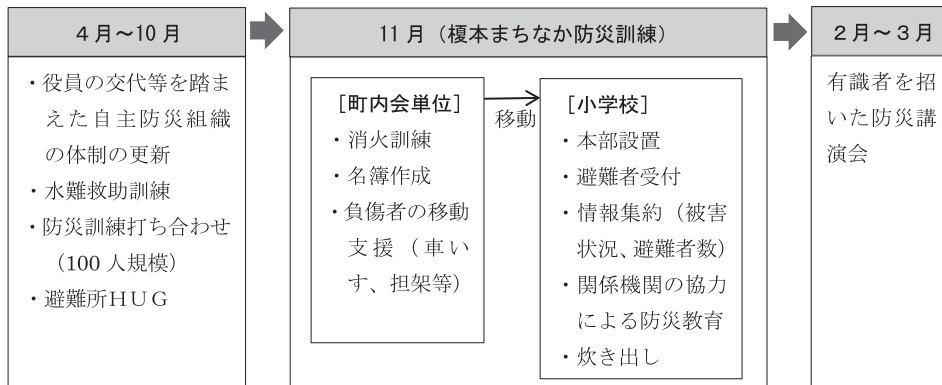 4月～10月
・役員の交代等を踏ま
えた自主防災組織
の体制の更新
・水難救助訓練
・防災訓練打ち合わせ
（100人規模）
・避難所HUG
11月（榎本まちなか防災訓練）
[町内会単位]
・消火訓練
・名簿作成
・負傷者の移動
支援（車い
す、担架等）
移動
[小学校]
・本部設置
・避難者受付
・情報集約（被害
状況、避難者数）
・関係機関の協力
による防災教育
・炊き出し
2月～3月
有識者を招
いた防災講
演会